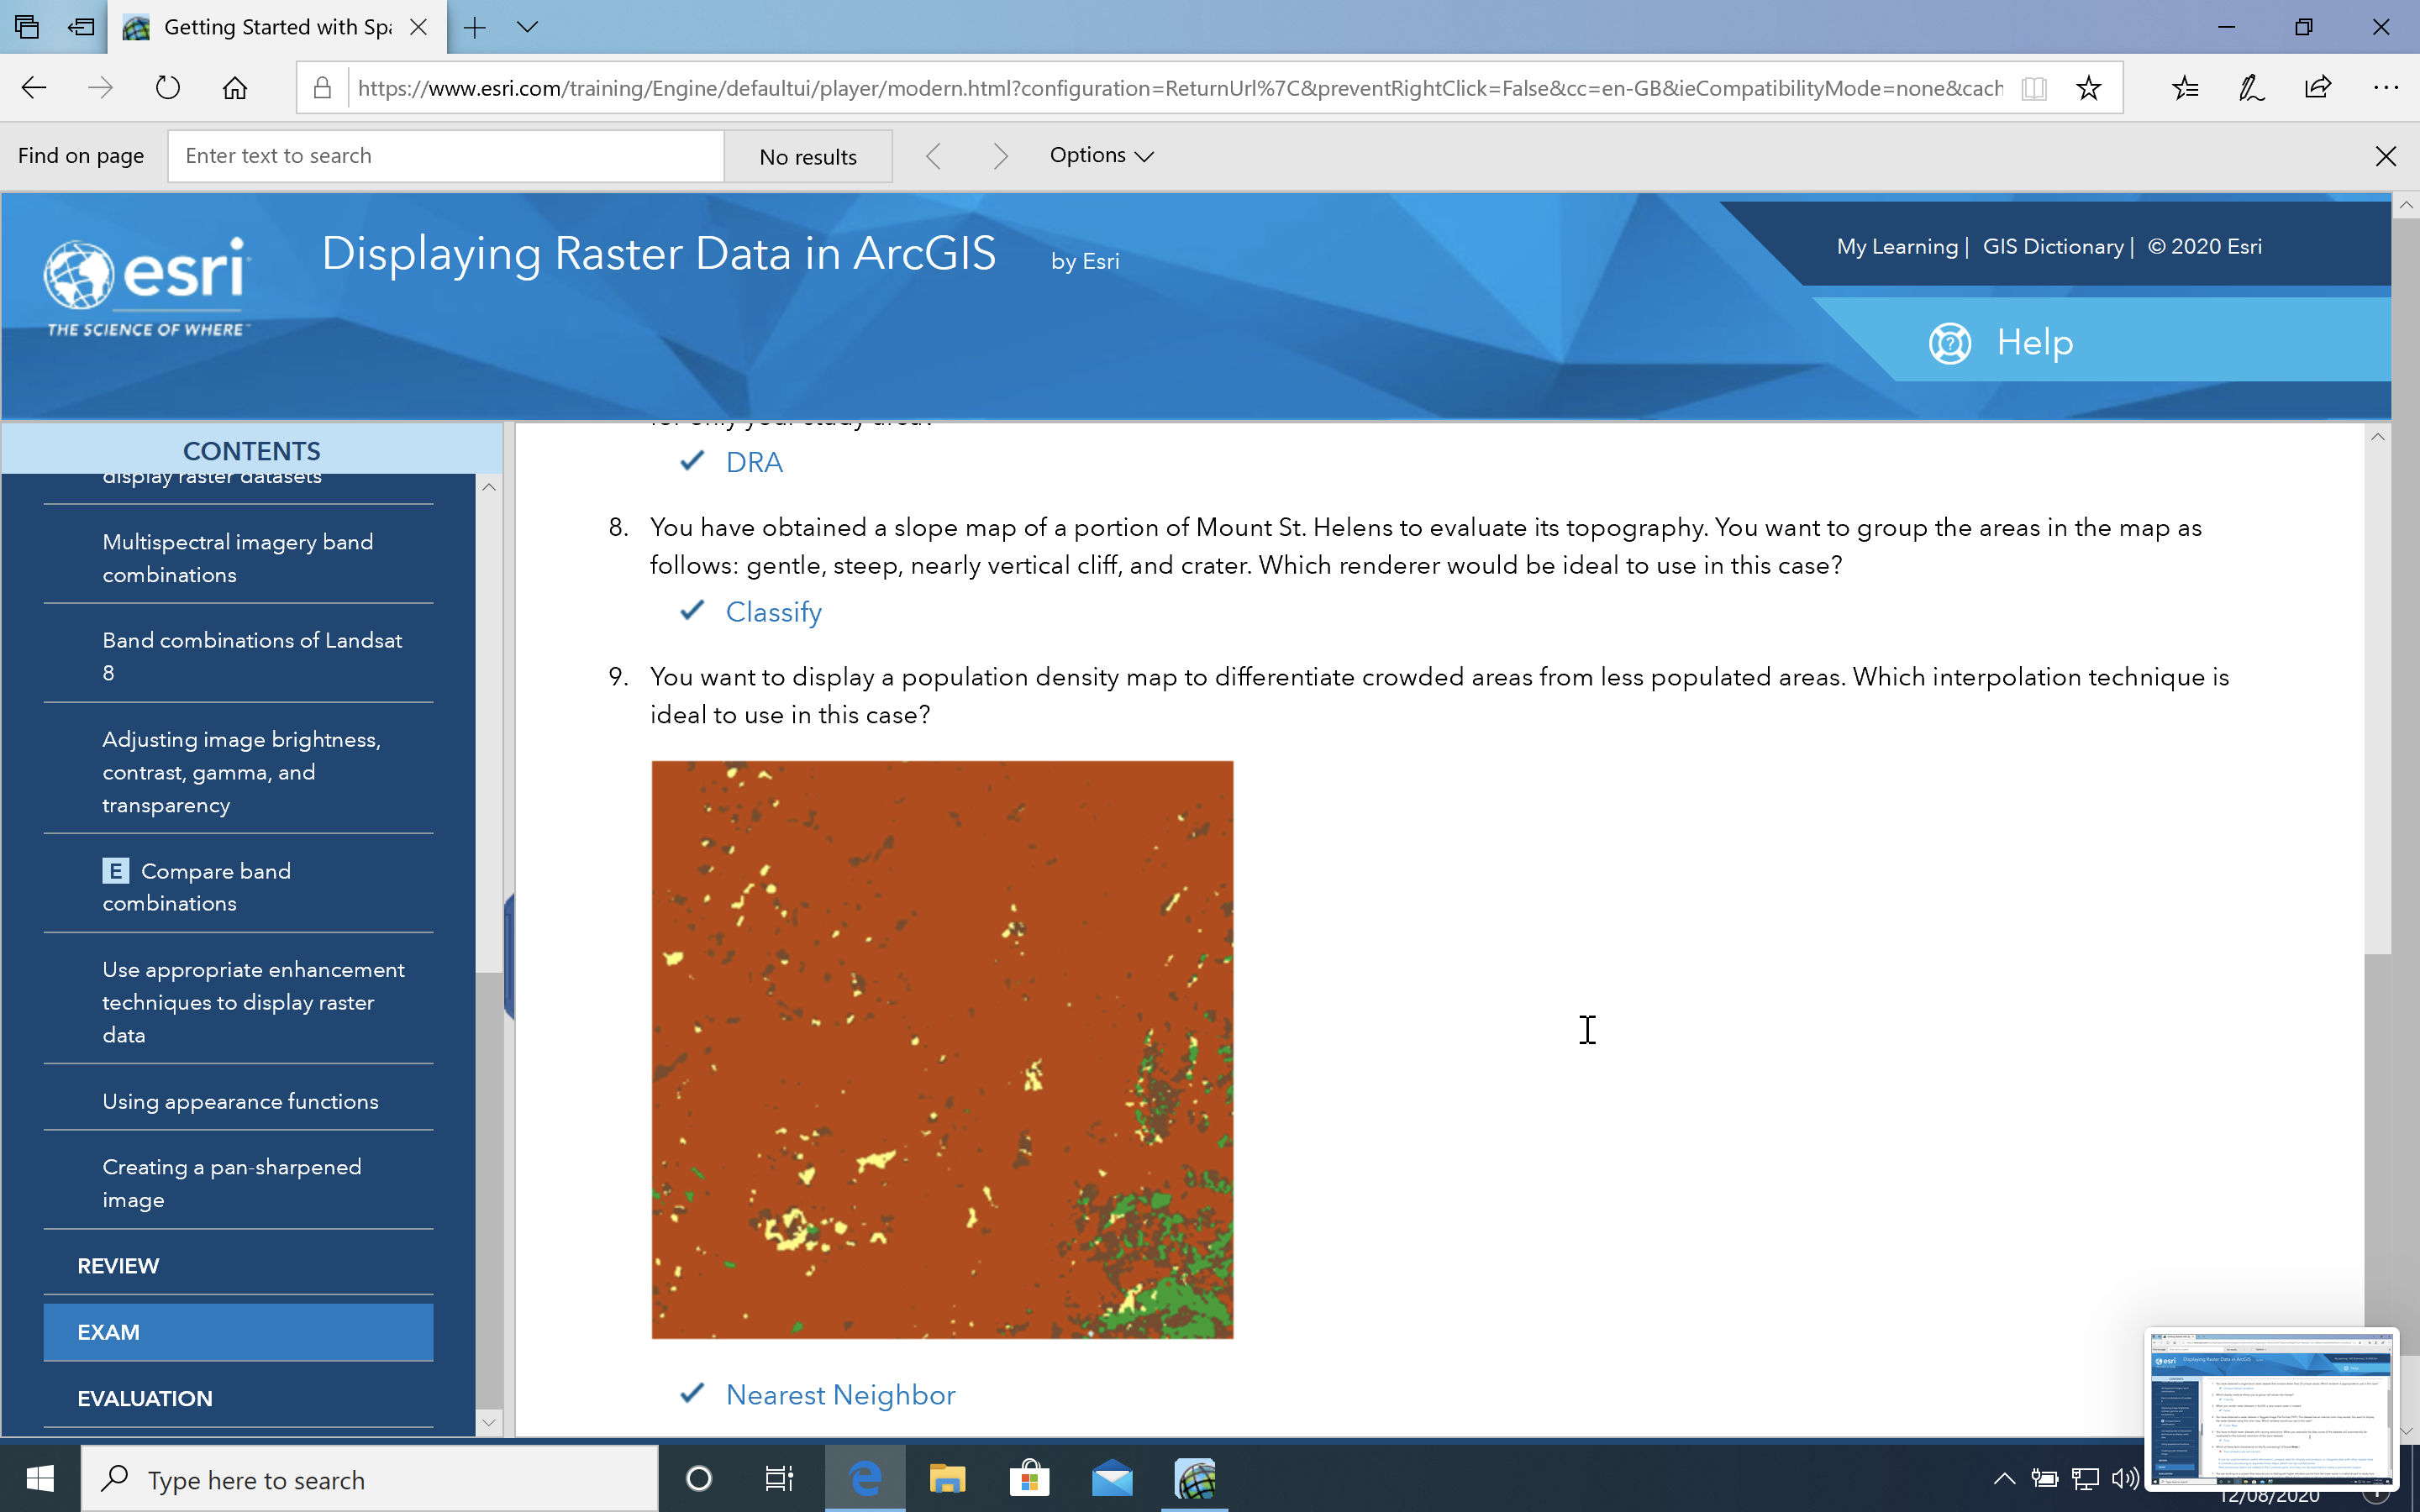 Getting Started with Spa
https://www.esri.com/training/Engine/defaultui/player/modern.html?configuration=ReturnUrl%7C&preventRightClick=False&cc=en-GB&ieCompatibilityMode=none&cach
Find on page
Enter text to search
No results
Options
esri
THE SCIENCE OF WHERE
Displaying Raster Data in ArcGIS
by Esri
My Learning | GIS Dictionary | © 2020 Esri
Help
CONTENTS
display raster datasets
Multispectral imagery band
combinations
Band combinations of Landsat
8
Adjusting image brightness,
contrast, gamma, and
transparency
E Compare band
combinations
Use appropriate enhancement
techniques to display raster
data
Using appearance functions
Creating a pan-sharpened
image
REVIEW
EXAM
EVALUATION
for only your study area?
DRA
8. You have obtained a slope map of a portion of Mount St. Helens to evaluate its topography. You want to group the areas in the map as
follows: gentle, steep, nearly vertical cliff, and crater. Which renderer would be ideal to use in this case?
Classify
9. You want to display a population density map to differentiate crowded areas from less populated areas. Which interpolation technique is
ideal to use in this case?
Nearest Neighbor
Type here to search
12/08/2020